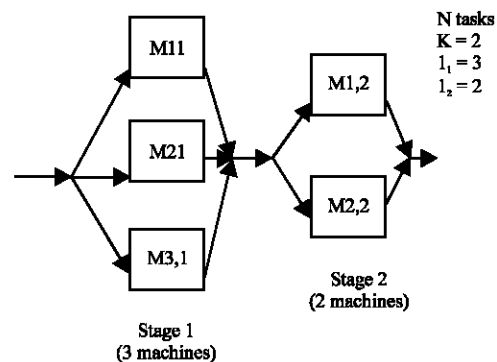 N tasks
K = 2
1₁ = 3
1₂ = 2
M11
M21
M3,1
M1,2
M2,2
Stage 1
(3 machines)
Stage 2
(2 machines)